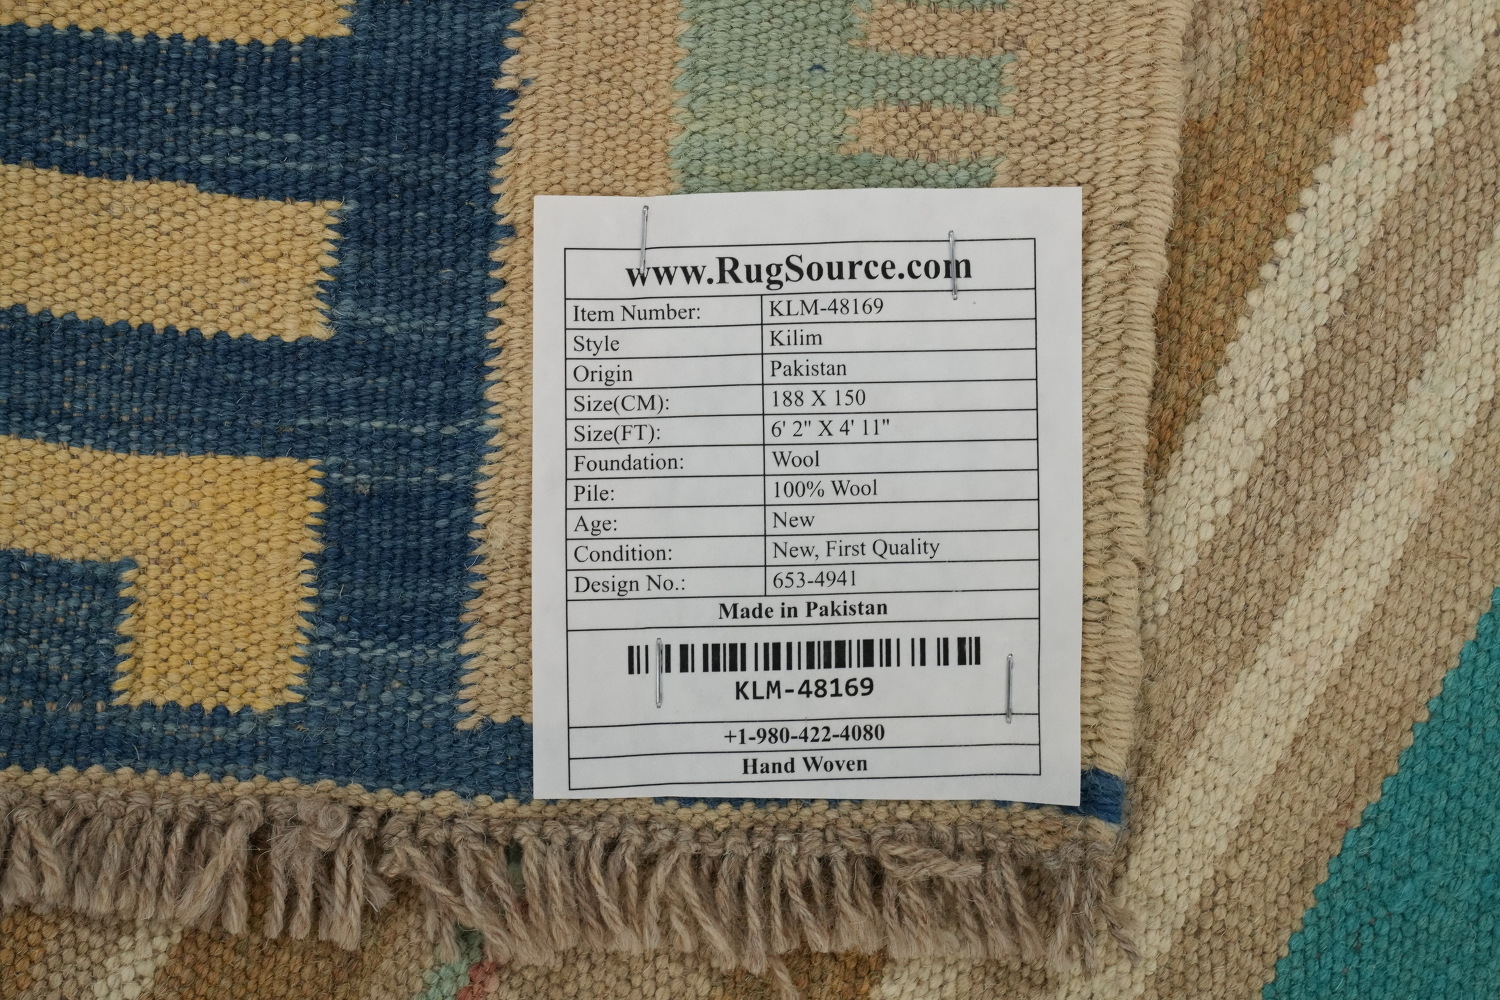 www.RugSource.com
Item Number: KLM-48169
Style Kilim
Origin Pakistan
Size(CM): 188 X 150
Size(FT): 6' 2" X 4' 11"
Foundation: Wool
Pile: 100% Wool
Age: New
Condition: New, First Quality
Design No.: 653-4941
Made in Pakistan
KLM-48169
+1-980-422-4080
Hand Woven